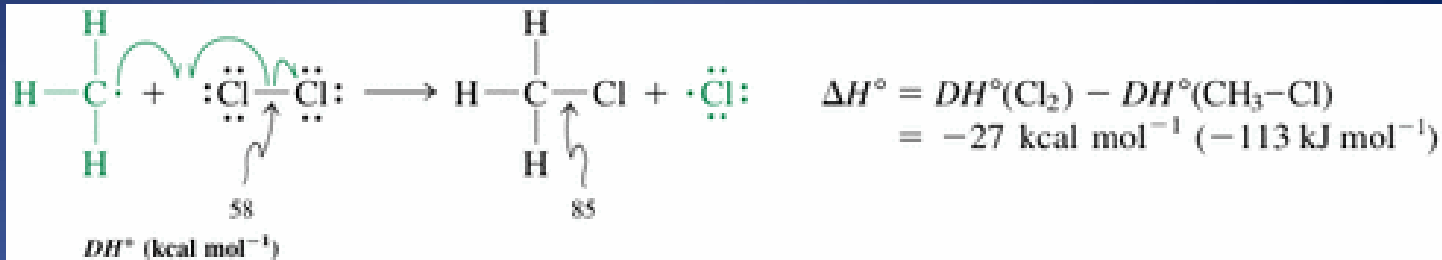 H H
H—C· + :Cl—Cl: ⟶ H—C—Cl + ·Cl: ΔH° = DH°(Cl₂) − DH°(CH₃−Cl)
H H = −27 kcal mol⁻¹ (−113 kJ mol⁻¹)
58 85
DH° (kcal mol⁻¹)